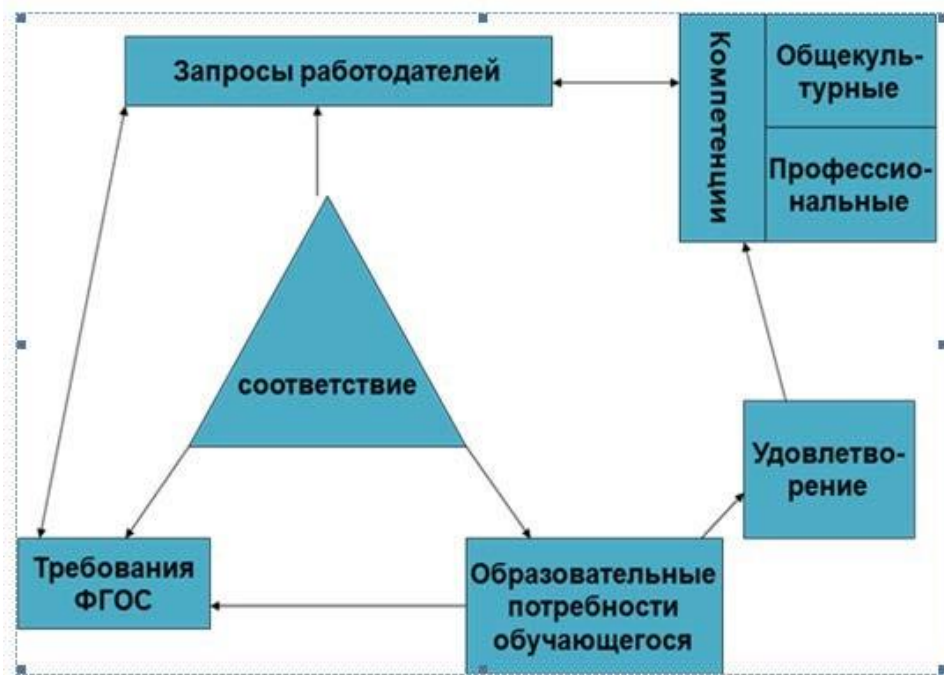 Запросы работодателей
Компетенции
Общекуль-
турные
Профессио-
нальные
соответствие
Удовлетво-
рение
Требования
ФГОС
Образовательные
потребности
обучающегося